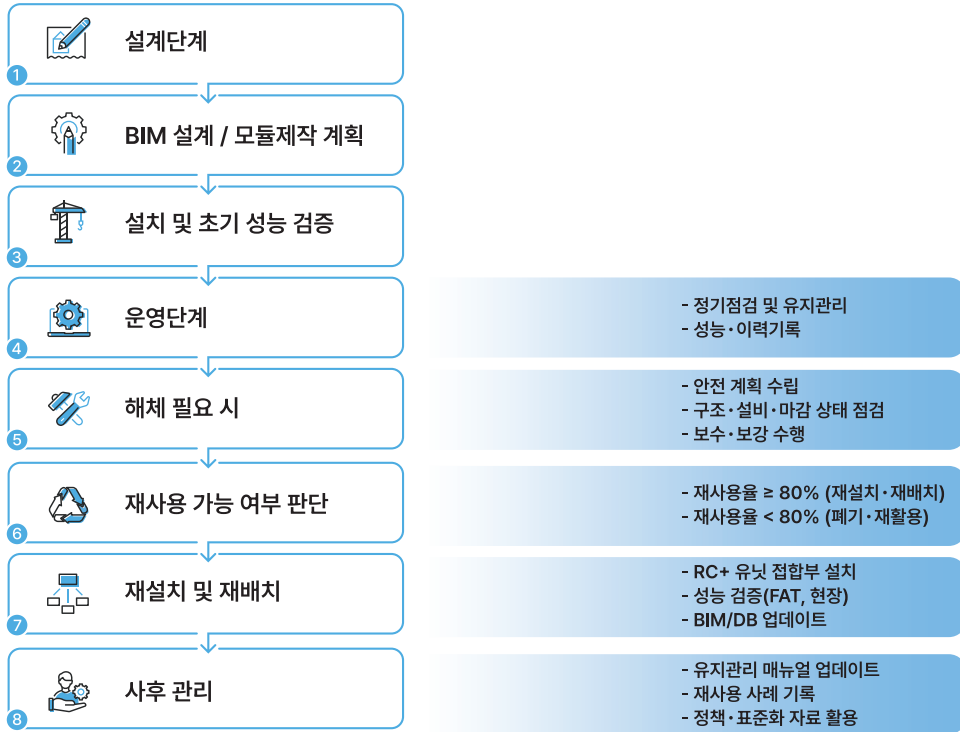 설계단계
1
BIM 설계 / 모듈제작 계획
2
설치 및 초기 성능 검증
3
운영단계
4
- 정기점검 및 유지관리
- 성능·이력기록
해체 필요 시
5
- 안전 계획 수립
- 구조·설비·마감 상태 점검
- 보수·보강 수행
재사용 가능 여부 판단
6
- 재사용율 ≥ 80% (재설치·재배치)
- 재사용율 < 80% (폐기·재활용)
재설치 및 재배치
7
- RC+ 유닛 접합부 설치
- 성능 검증(FAT, 현장)
- BIM/DB 업데이트
사후 관리
8
- 유지관리 매뉴얼 업데이트
- 재사용 사례 기록
- 정책·표준화 자료 활용